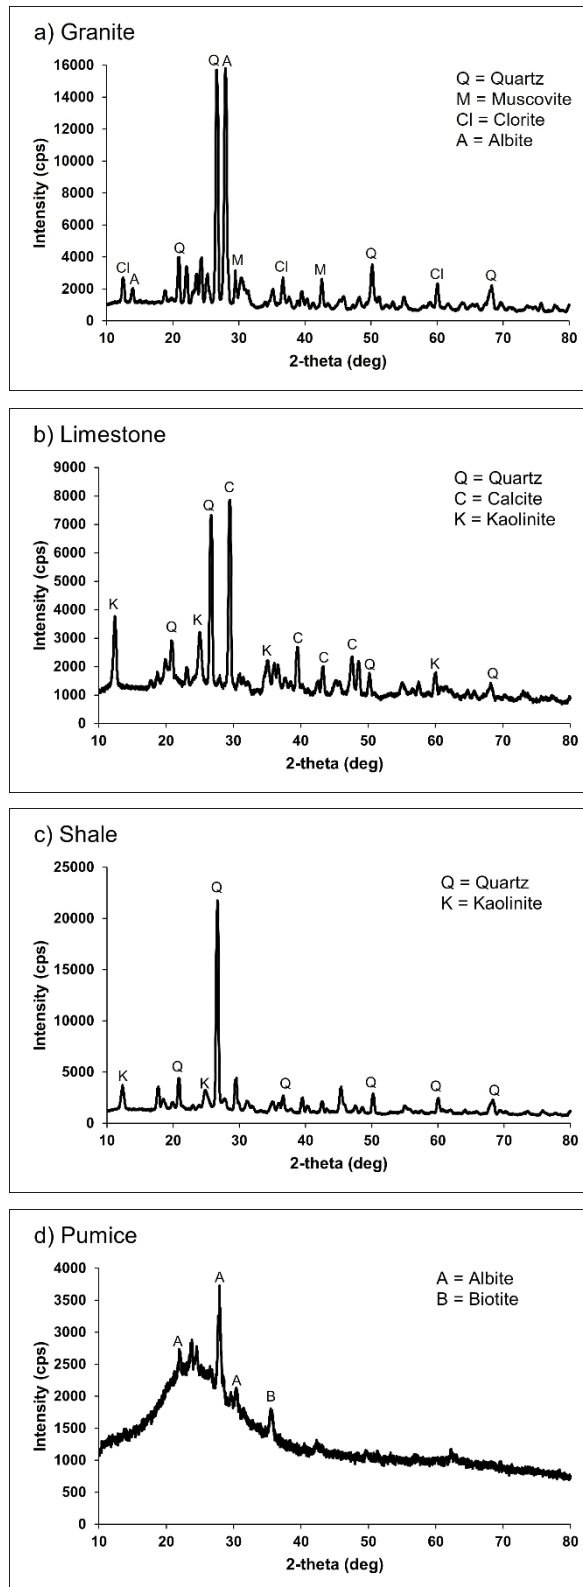 a) Granite
Q = Quartz
M = Muscovite
Cl = Clorite
A = Albite
Intensity (cps)
16000
14000
12000
10000
8000
6000
4000
2000
0
Q A
Cl A Q M Cl M Q Cl Q
10 20 30 40 50 60 70 80
2-theta (deg)
b) Limestone
Q = Quartz
C = Calcite
K = Kaolinite
Intensity (cps)
9000
8000
7000
6000
5000
4000
3000
2000
1000
0
K Q K Q C K C C C Q K Q
10 20 30 40 50 60 70 80
2-theta (deg)
c) Shale
Q = Quartz
K = Kaolinite
Intensity (cps)
25000
20000
15000
10000
5000
0
K Q K Q Q Q Q Q
10 20 30 40 50 60 70 80
2-theta (deg)
d) Pumice
A = Albite
B = Biotite
Intensity (cps)
4000
3500
3000
2500
2000
1500
1000
500
0
A A A B
10 20 30 40 50 60 70 80
2-theta (deg)